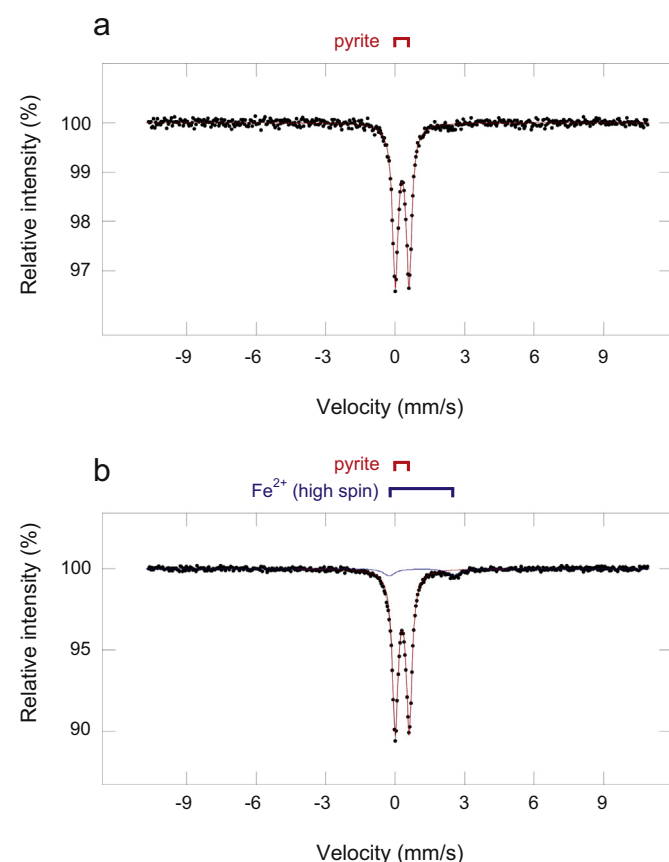 a
pyrite
Relative intensity (%)
100
99
98
97
-9 -6 -3 0 3 6 9
Velocity (mm/s)
b
pyrite
Fe²⁺ (high spin)
Relative intensity (%)
100
95
90
-9 -6 -3 0 3 6 9
Velocity (mm/s)